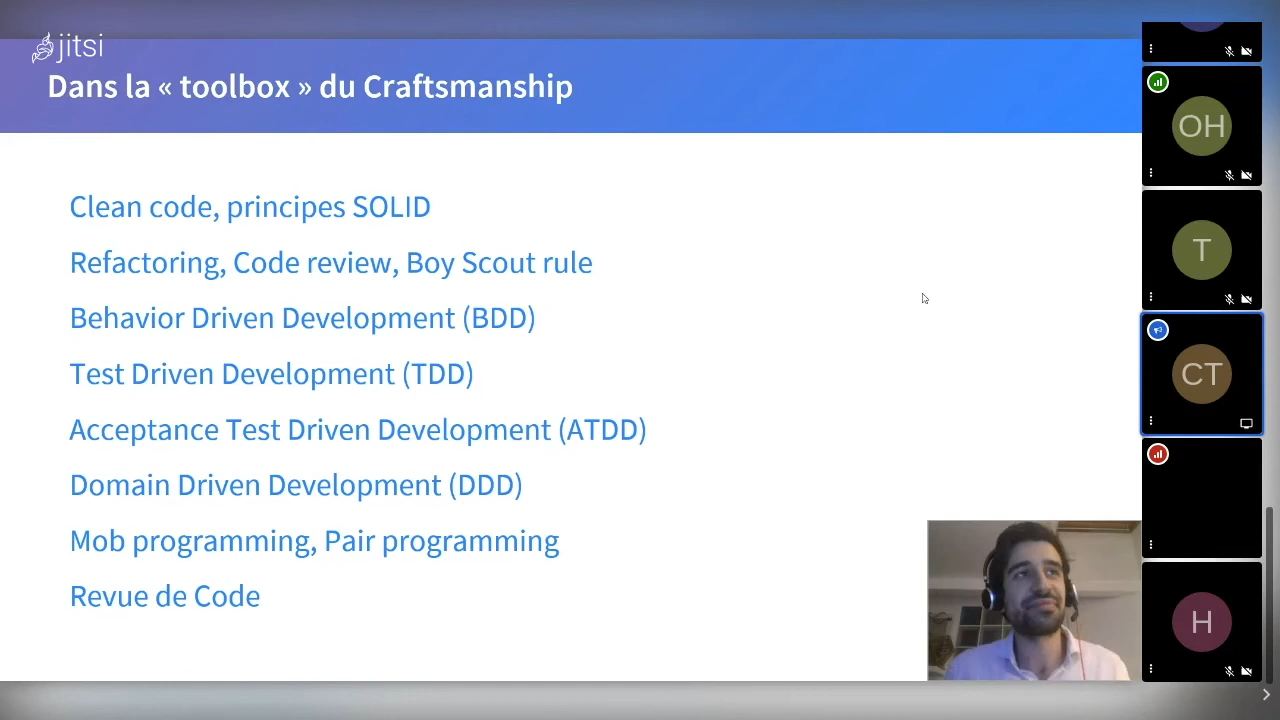 jitsi
Dans la « toolbox » du Craftsmanship
Clean code, principes SOLID
Refactoring, Code review, Boy Scout rule
Behavior Driven Development (BDD)
Test Driven Development (TDD)
Acceptance Test Driven Development (ATDD)
Domain Driven Development (DDD)
Mob programming, Pair programming
Revue de Code
OH
T
CT
H